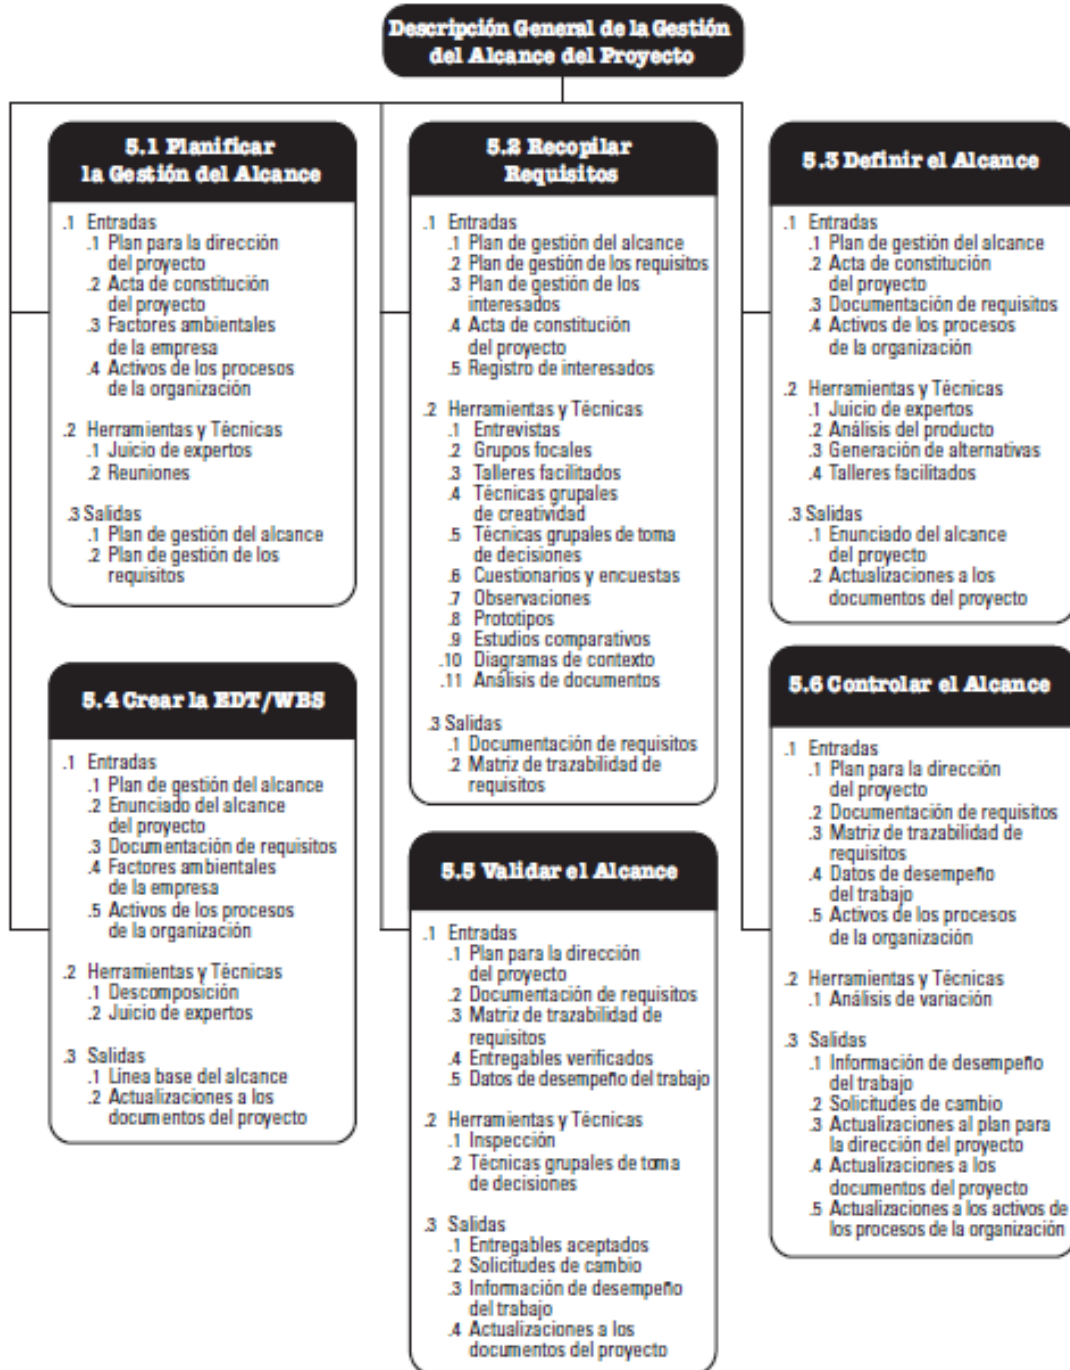 Descripción General de la Gestión
del Alcance del Proyecto
5.1 Planificar
la Gestión del Alcance
.1 Entradas
.1 Plan para la dirección
del proyecto
.2 Acta de constitución
del proyecto
.3 Factores ambientales
de la empresa
.4 Activos de los procesos
de la organización
.2 Herramientas y Técnicas
.1 Juicio de expertos
.2 Reuniones
.3 Salidas
.1 Plan de gestión del alcance
.2 Plan de gestión de los
requisitos
5.2 Recopilar
Requisitos
.1 Entradas
.1 Plan de gestión del alcance
.2 Plan de gestión de los requisitos
.3 Plan de gestión de los
interesados
.4 Acta de constitución
del proyecto
.5 Registro de interesados
.2 Herramientas y Técnicas
.1 Entrevistas
.2 Grupos focales
.3 Talleres facilitados
.4 Técnicas grupales
de creatividad
.5 Técnicas grupales de toma
de decisiones
.6 Cuestionarios y encuestas
.7 Observaciones
.8 Prototipos
.9 Estudios comparativos
.10 Diagramas de contexto
.11 Análisis de documentos
.3 Salidas
.1 Documentación de requisitos
.2 Matriz de trazabilidad de
requisitos
5.3 Definir el Alcance
.1 Entradas
.1 Plan de gestión del alcance
.2 Acta de constitución
del proyecto
.3 Documentación de requisitos
.4 Activos de los procesos
de la organización
.2 Herramientas y Técnicas
.1 Juicio de expertos
.2 Análisis del producto
.3 Generación de alternativas
.4 Talleres facilitados
.3 Salidas
.1 Enunciado del alcance
del proyecto
.2 Actualizaciones a los
documentos del proyecto
5.4 Crear la EDT/WBS
.1 Entradas
.1 Plan de gestión del alcance
.2 Enunciado del alcance
del proyecto
.3 Documentación de requisitos
.4 Factores ambientales
de la empresa
.5 Activos de los procesos
de la organización
.2 Herramientas y Técnicas
.1 Descomposición
.2 Juicio de expertos
.3 Salidas
.1 Línea base del alcance
.2 Actualizaciones a los
documentos del proyecto
5.5 Validar el Alcance
.1 Entradas
.1 Plan para la dirección
del proyecto
.2 Documentación de requisitos
.3 Matriz de trazabilidad de
requisitos
.4 Entregables verificados
.5 Datos de desempeño del trabajo
.2 Herramientas y Técnicas
.1 Inspección
.2 Técnicas grupales de toma
de decisiones
.3 Salidas
.1 Entregables aceptados
.2 Solicitudes de cambio
.3 Información de desempeño
del trabajo
.4 Actualizaciones a los
documentos del proyecto
5.6 Controlar el Alcance
.1 Entradas
.1 Plan para la dirección
del proyecto
.2 Documentación de requisitos
.3 Matriz de trazabilidad de
requisitos
.4 Datos de desempeño
del trabajo
.5 Activos de los procesos
de la organización
.2 Herramientas y Técnicas
.1 Análisis de variación
.3 Salidas
.1 Información de desempeño
del trabajo
.2 Solicitudes de cambio
.3 Actualizaciones al plan para
la dirección del proyecto
.4 Actualizaciones a los
documentos del proyecto
.5 Actualizaciones a los activos de
los procesos de la organización